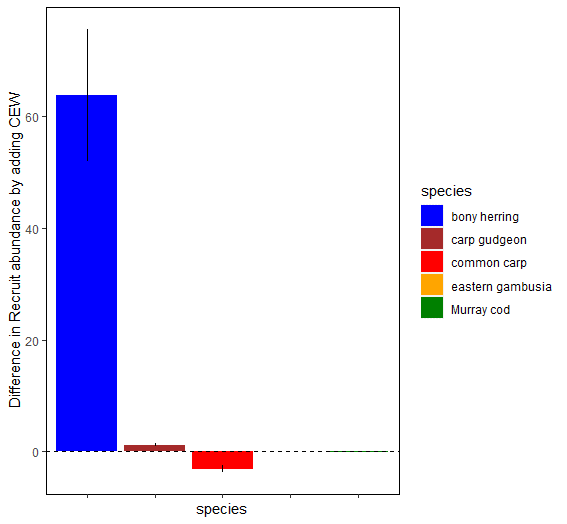 Difference in Recruit abundance by adding CEW
60
40
20
0
species
species
bony herring
carp gudgeon
common carp
eastern gambusia
Murray cod